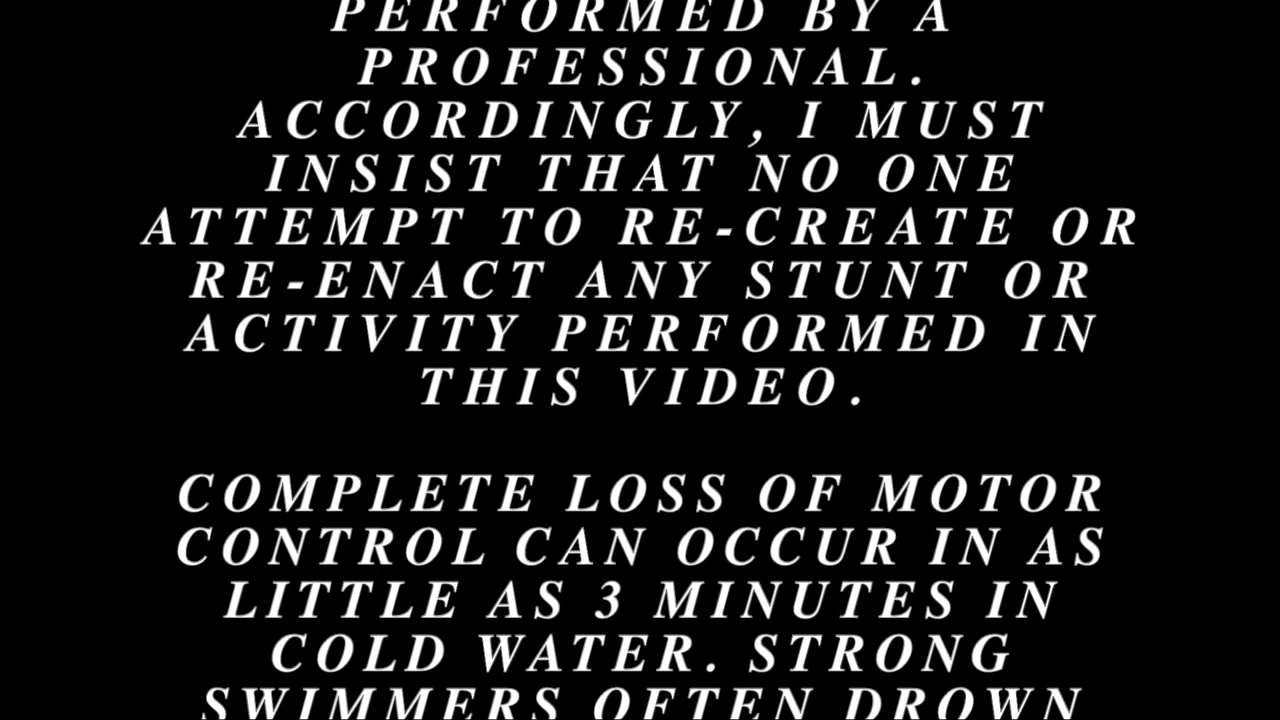 PERFORMED BY A
PROFESSIONAL.
ACCORDINGLY, I MUST
INSIST THAT NO ONE
ATTEMPT TO RE-CREATE OR
RE-ENACT ANY STUNT OR
ACTIVITY PERFORMED IN
THIS VIDEO.
COMPLETE LOSS OF MOTOR
CONTROL CAN OCCUR IN AS
LITTLE AS 3 MINUTES IN
COLD WATER. STRONG
SWIMMERS OFTEN DROWN